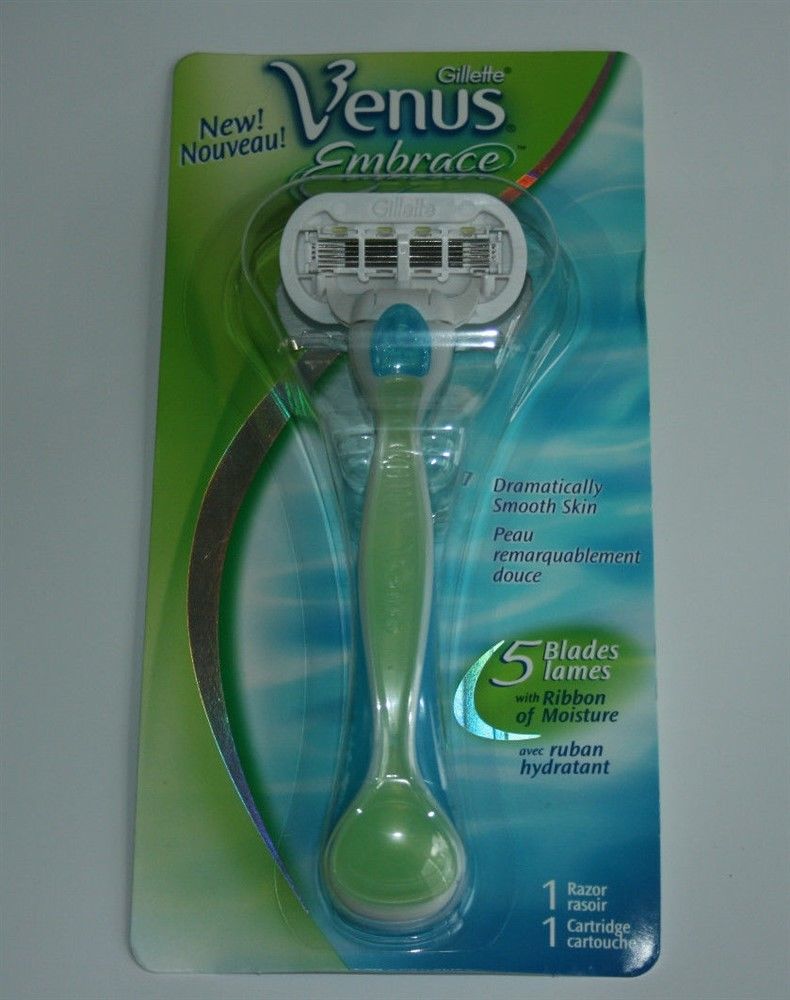 Gillette®
Venus®
New!
Nouveau!
Embrace™
Gillette
Dramatically
Smooth Skin
Peau
remarquablement
douce
5 Blades
lames
with Ribbon
of Moisture
avec ruban
hydratant
1 Razor
rasoir
1 Cartridge
cartouche